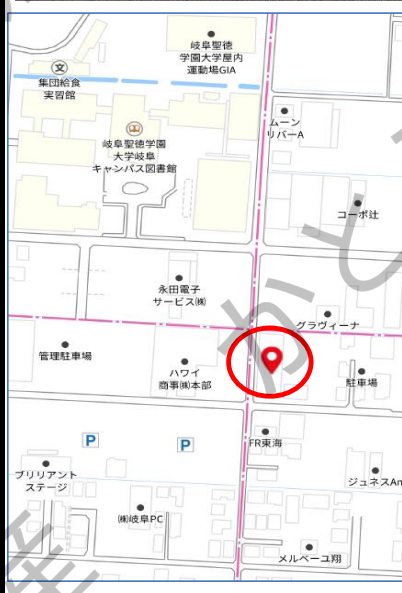 岐阜聖徳
学園大学屋内
運動場GIA
文
集団給食
実習館
ムーン
リバーA
岐阜聖徳学園
大学岐阜
キャンパス図書館
コーポ辻
永田電子
サービス㈱
グラヴィーナ
管理駐車場
ハワイ
商事㈱本部
駐車場
FR東海
P
P
ブリリアント
ステージ
ジュネスAn
㈱岐阜PC
メルベーユ翔